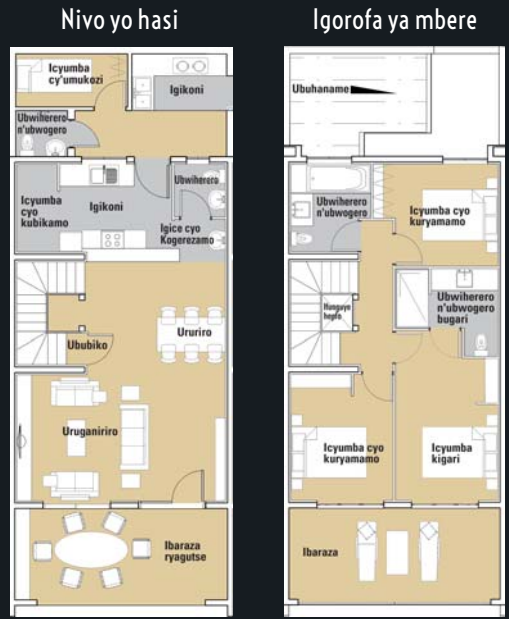 Nivo yo hasi
Icyumba
cy'umukozi
Igikoni
Ubwiherero
n'ubwogero
Icyumba
cyo
kubikamo
Igikoni
Ubwiherero
Igice cyo
Kogerezamo
Ububiko
Ururiro
Uruganiriro
Ibaraza
ryagutse
Igorofa ya mbere
Ubuhaname
Ubwiherero
n'ubwogero
Icyumba cyo
kuryamamo
Ubwiherero
n'ubwogero
bugari
Icyumba cyo
kuryamamo
Icyumba
kigari
Ibaraza